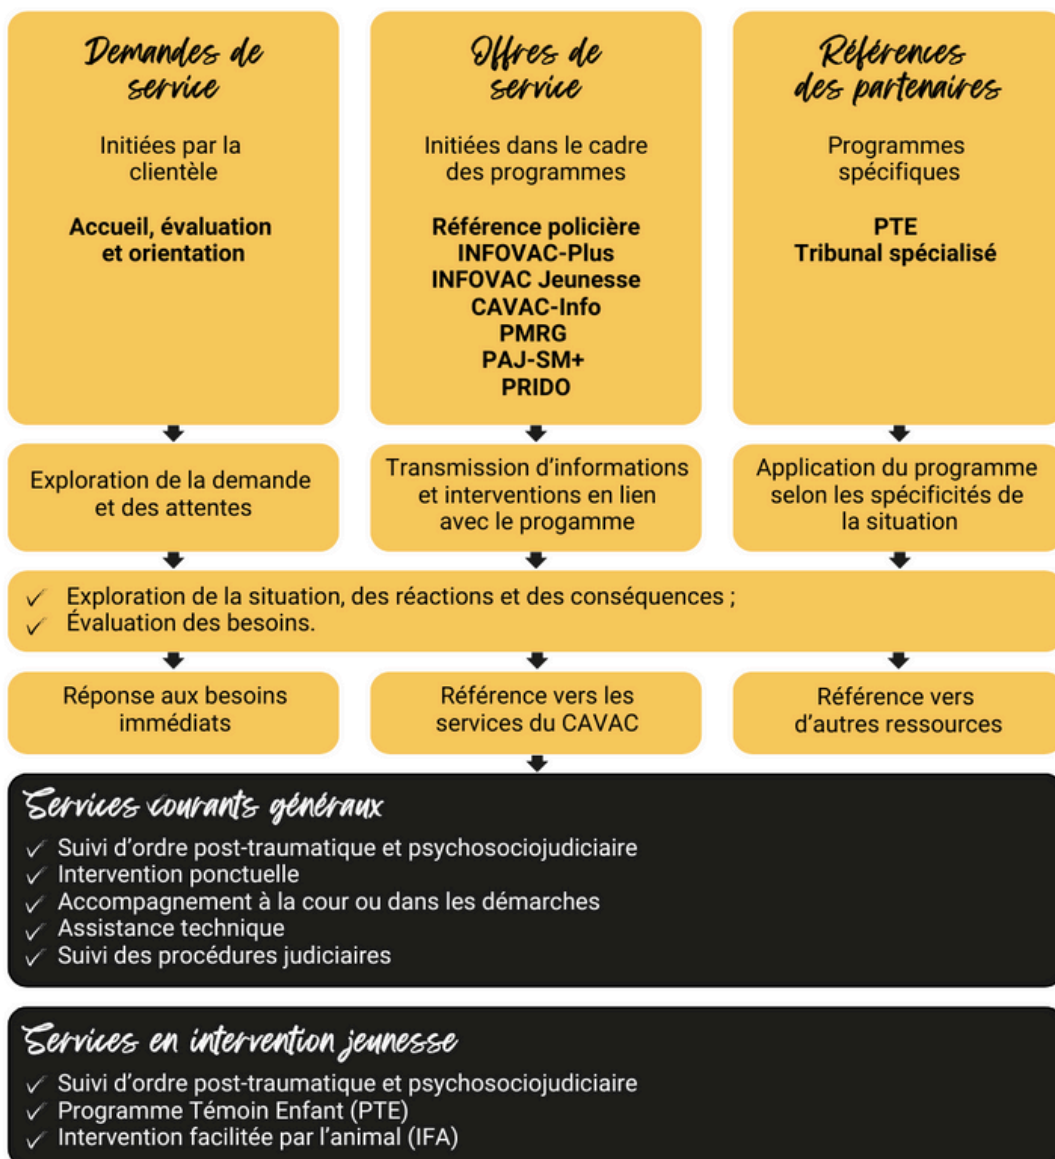 Demandes de
service
Initiées par la
clientèle
Accueil, évaluation
et orientation
Offres de
service
Initiées dans le cadre
des programmes
Référence policière
INFOVAC-Plus
INFOVAC Jeunesse
CAVAC-Info
PMRG
PAJ-SM+
PRIDO
Références
des partenaires
Programmes
spécifiques
PTE
Tribunal spécialisé
Exploration de la demande
et des attentes
Transmission d'informations
et interventions en lien
avec le progamme
Application du programme
selon les spécificités de
la situation
✓ Exploration de la situation, des réactions et des conséquences ;
✓ Évaluation des besoins.
Réponse aux besoins
immédiats
Référence vers les
services du CAVAC
Référence vers
d'autres ressources
Services courants généraux
✓ Suivi d'ordre post-traumatique et psychosociojudiciaire
✓ Intervention ponctuelle
✓ Accompagnement à la cour ou dans les démarches
✓ Assistance technique
✓ Suivi des procédures judiciaires
Services en intervention jeunesse
✓ Suivi d'ordre post-traumatique et psychosociojudiciaire
✓ Programme Témoin Enfant (PTE)
✓ Intervention facilitée par l'animal (IFA)